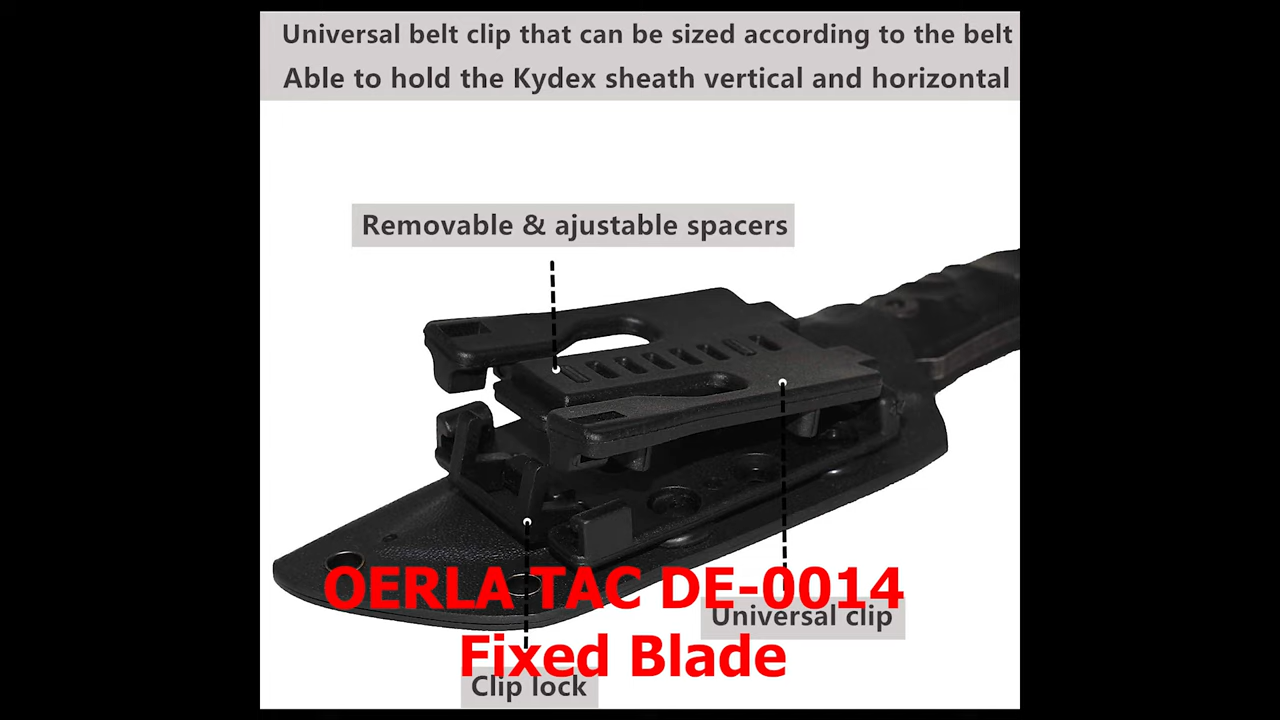 Universal belt clip that can be sized according to the belt
Able to hold the Kydex sheath vertical and horizontal
Removable & ajustable spacers
OERLA TAC DE-0014
Universal clip
Fixed Blade
Clip lock